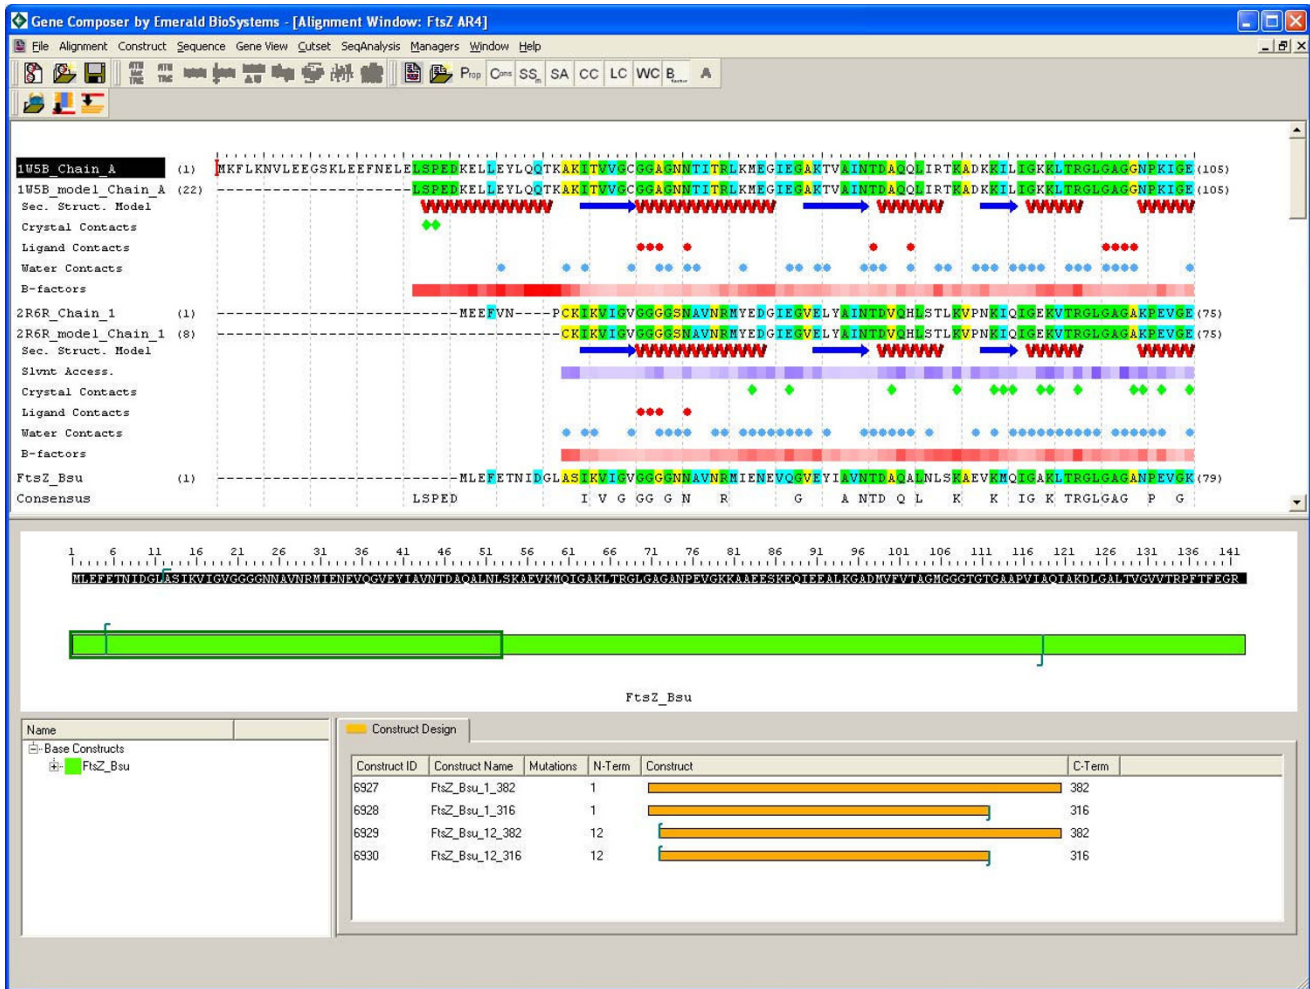 Gene Composer by Emerald BioSystems - [Alignment Window: FtsZ AR4]
File Alignment Construct Sequence Gene View Cutset SeqAnalysis Managers Window Help
Prop Cons SS SA CC LC WC B A
1W5B_Chain_A (1) MKFLKNVLEEGSKLEEFNELELSPEDKELLEYLQQTKAKITVVGCGGAGNNTITRLKMEGIEGAKTVAINTDAQQLIRTKADKKILIGKKLTRGLGAGGNPKIGE (105)
1W5B_model_Chain_A (22) ---------------------LSPEDKELLEYLQQTKAKITVVGCGGAGNNTITRLKMEGIEGAKTVAINTDAQQLIRTKADKKILIGKKLTRGLGAGGNPKIGE (105)
Sec. Struct. Model
Crystal Contacts
Ligand Contacts
Water Contacts
B-factors
2R6R_Chain_1 (1) --------------------------MEEFVN----PCKIKVIGVGGGGSNAVNRMYEDGIEGVELYAINTDVQHLSTLKVPNKIQIGEKVTRGLGAGAKPEVGE (75)
2R6R_model_Chain_1 (8) -------------------------------------CKIKVIGVGGGGSNAVNRMYEDGIEGVELYAINTDVQHLSTLKVPNKIQIGEKVTRGLGAGAKPEVGE (75)
Sec. Struct. Model
Slvnt Access.
Crystal Contacts
Ligand Contacts
Water Contacts
B-factors
FtsZ_Bsu (1) --------------------------MLEFETNIDGLASIKVIGVGGGGNNAVNRMIENEVQGVEYIAVNTDAQALNLSKAEVKMQIGAKLTRGLGAGANPEVGK (79)
Consensus LSPED I V G GG G N R G A NTD Q L K K IG K TRGLGAG P G
1 6 11 16 21 26 31 36 41 46 51 56 61 66 71 76 81 86 91 96 101 106 111 116 121 126 131 136 141
MLEFETNIDGLASIKVIGVGGGGNNAVNRMIENEVQGVEYIAVNTDAQALNLSKAEVKMQIGAKLTRGLGAGANPEVGKKAAEESKEQIEEALKGADMVFVTAGMGGGTGTGAAPVIAQIAKDLGALTVGVVTRPFTFEGR
FtsZ_Bsu
Name
Base Constructs
FtsZ_Bsu
Construct Design
Construct ID Construct Name Mutations N-Term Construct C-Term
6927 FtsZ_Bsu_1_382 1 382
6928 FtsZ_Bsu_1_316 1 316
6929 FtsZ_Bsu_12_382 12 382
6930 FtsZ_Bsu_12_316 12 316